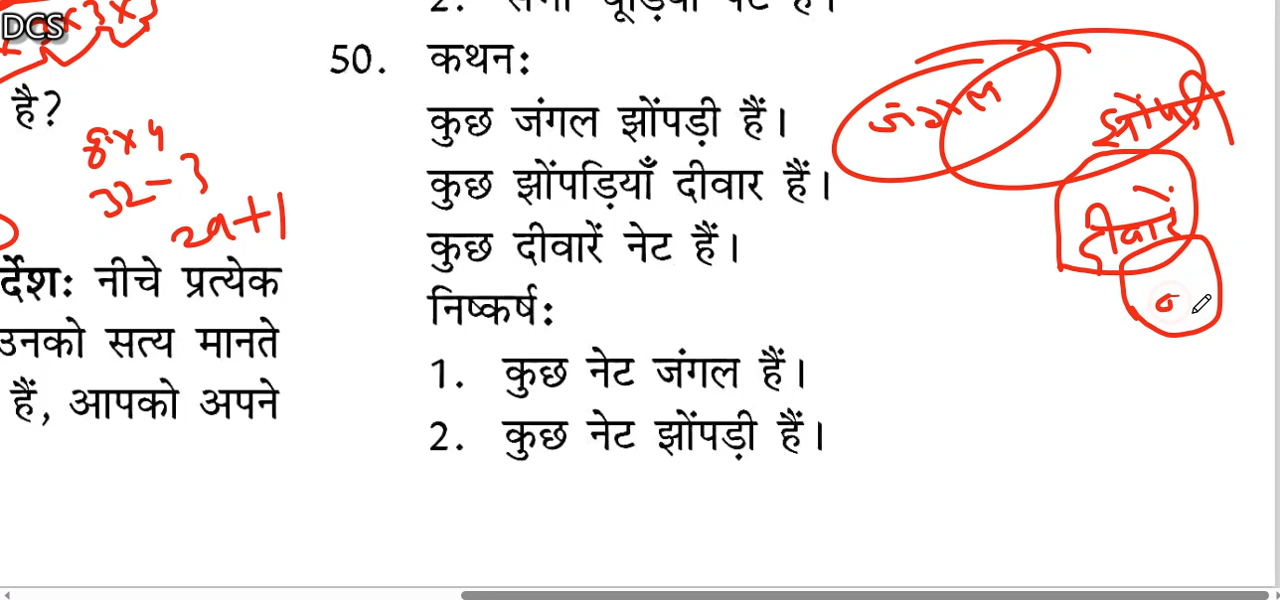 DCS
है?
8×4
32-3
2a+1
र्देश: नीचे प्रत्येक
उनको सत्य मानते
हैं, आपको अपने
50. कथन:
कुछ जंगल झोंपड़ी हैं।
कुछ झोंपड़ियाँ दीवार हैं।
कुछ दीवारें नेट हैं।
निष्कर्ष:
1. कुछ नेट जंगल हैं।
2. कुछ नेट झोंपड़ी हैं।
जंगल
झोंपड़ी
दीवारें